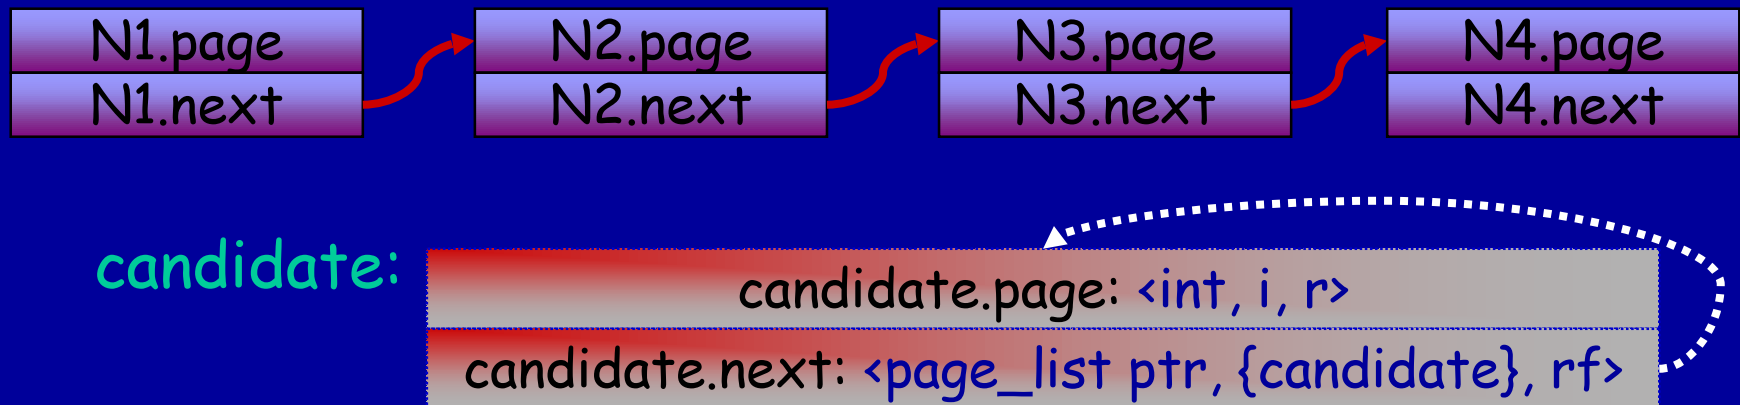 N1.page N2.page N3.page N4.page
N1.next N2.next N3.next N4.next
candidate:
candidate.page: <int, i, r>
candidate.next: <page_list ptr, {candidate}, rf>